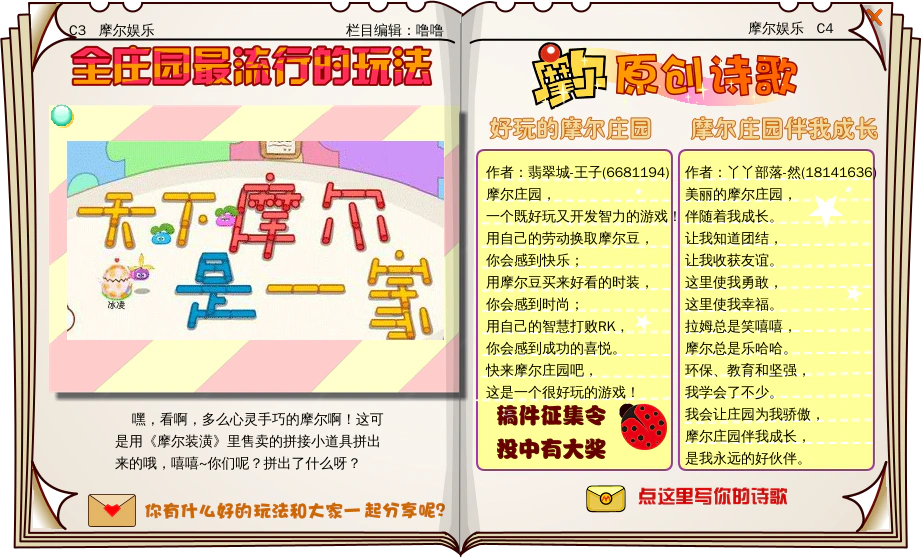 C3 摩尔娱乐
栏目编辑：噜噜
全庄园最流行的玩法
天下摩尔
是一家
冰凌
嘿，看啊，多么心灵手巧的摩尔啊！这可
是用《摩尔装潢》里售卖的拼接小道具拼出
来的哦，嘻嘻~你们呢？拼出了什么呀？
你有什么好的玩法和大家一起分享呢？
摩尔娱乐 C4
摩尔原创诗歌
好玩的摩尔庄园
作者：翡翠城-王子(6681194)
摩尔庄园，
一个既好玩又开发智力的游戏！
用自己的劳动换取摩尔豆，
你会感到快乐；
用摩尔豆买来好看的时装，
你会感到时尚；
用自己的智慧打败RK，
你会感到成功的喜悦。
快来摩尔庄园吧，
这是一个很好玩的游戏！
稿件征集令
投中有大奖
摩尔庄园伴我成长
作者：丫丫部落-然(18141636)
美丽的摩尔庄园，
伴随着我成长。
让我知道团结，
让我收获友谊。
这里使我勇敢，
这里使我幸福。
拉姆总是笑嘻嘻，
摩尔总是乐哈哈。
环保、教育和坚强，
我学会了不少。
我会让庄园为我骄傲，
摩尔庄园伴我成长，
是我永远的好伙伴。
点这里写你的诗歌